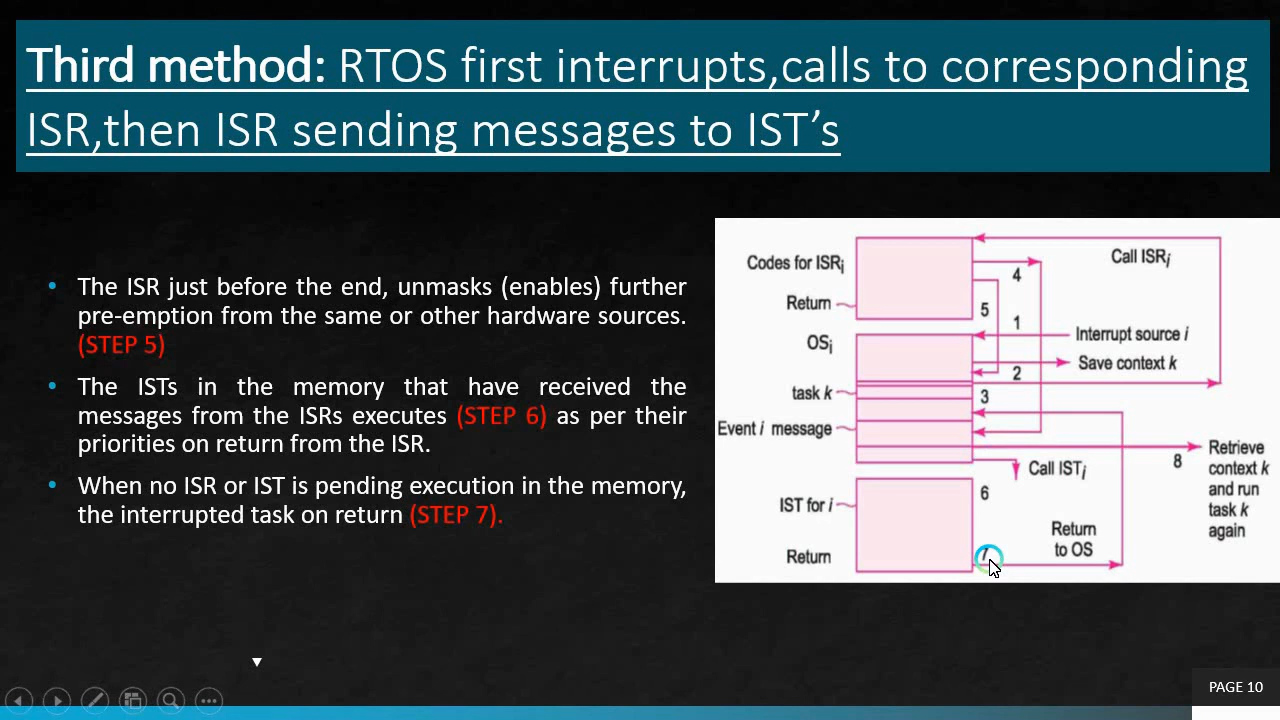 Third method: RTOS first interrupts,calls to corresponding
ISR,then ISR sending messages to IST’s
• The ISR just before the end, unmasks (enables) further
pre-emption from the same or other hardware sources.
(STEP 5)
• The ISTs in the memory that have received the
messages from the ISRs executes (STEP 6) as per their
priorities on return from the ISR.
• When no ISR or IST is pending execution in the memory,
the interrupted task on return (STEP 7).
Codes for ISRi
Return
OSi
task k
Event i message
IST for i
Return
Call ISRi
4
5
1
Interrupt source i
Save context k
2
3
8
Retrieve
context k
and run
task k
again
Call ISTi
6
Return
to OS
7
PAGE 10